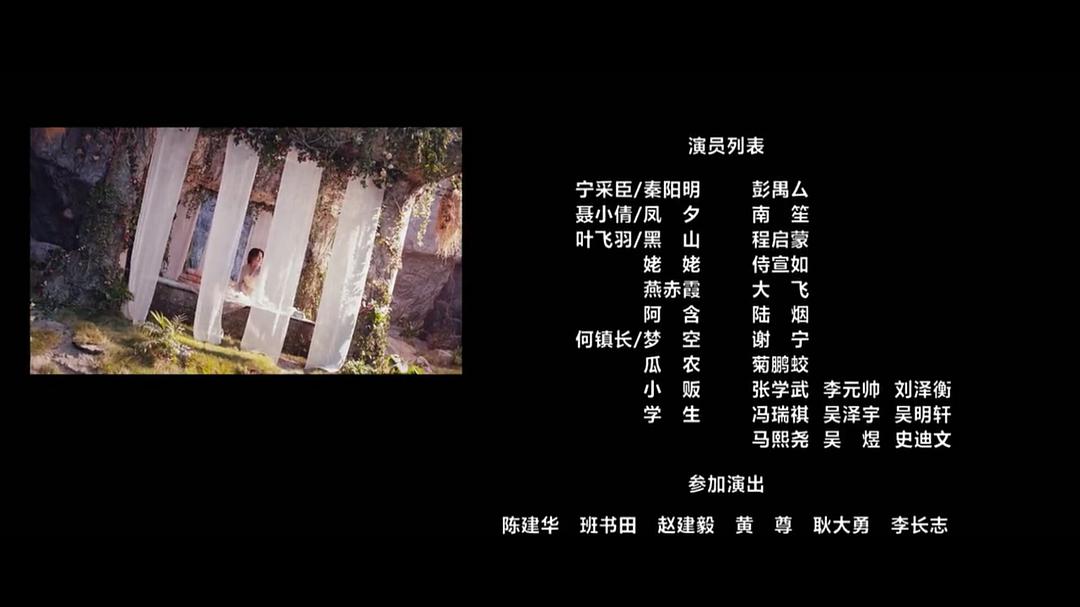 演员列表
宁采臣/秦阳明 彭禺厶
聂小倩/凤 夕 南 笙
叶飞羽/黑 山 程启蒙
姥 姥 侍宣如
燕赤霞 大 飞
阿 含 陆 烟
何镇长/梦 空 谢 宁
瓜 农 菊鹏蛟
小 贩 张学武 李元帅 刘泽衡
学 生 冯瑞祺 吴泽宇 吴明轩
马熙尧 吴 煜 史迪文
参加演出
陈建华 班书田 赵建毅 黄 尊 耿大勇 李长志